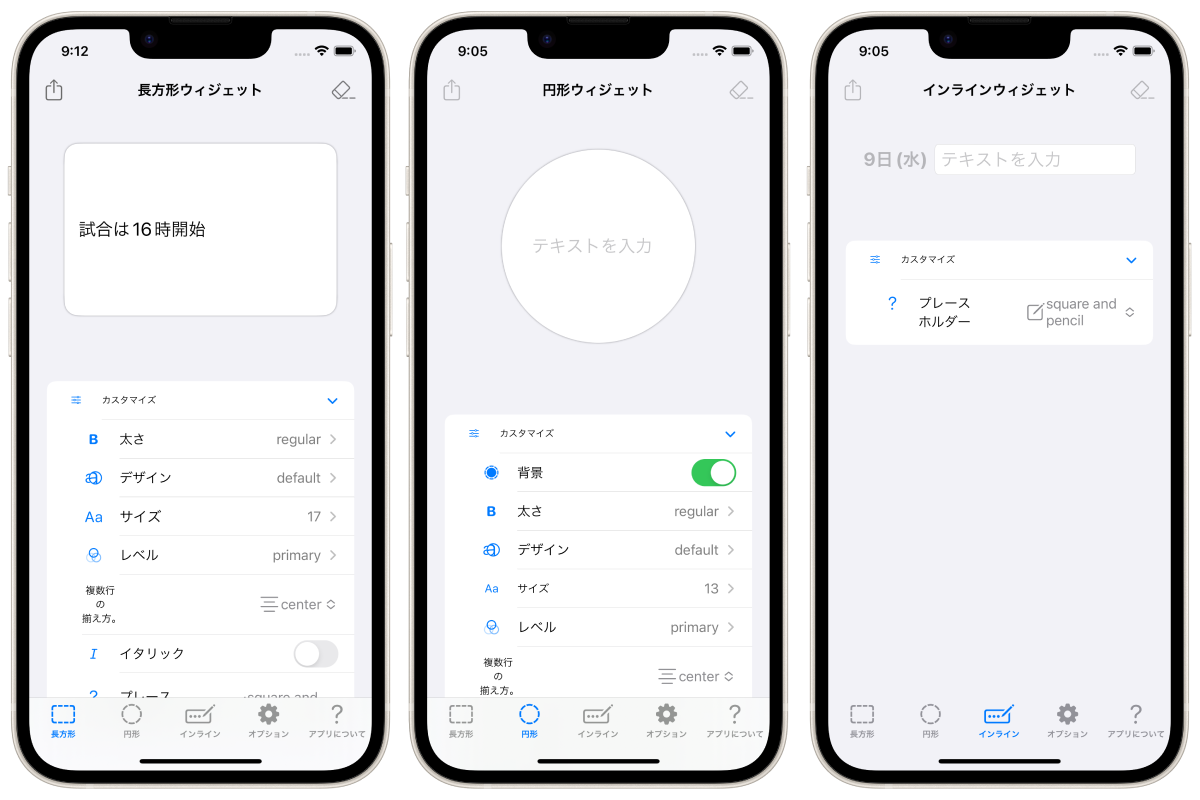 9:12
長方形ウィジェット
試合は16時開始
カスタマイズ
B 太さ regular
デザイン default
Aa サイズ 17
レベル primary
複数行
の
揃え方。
center
I イタリック
? プレース square and
長方形 円形 インライン オプション アプリについて
9:05
円形ウィジェット
テキストを入力
カスタマイズ
背景
B 太さ regular
デザイン default
Aa サイズ 13
レベル primary
複数行
の
揃え方。
center
長方形 円形 インライン オプション アプリについて
9:05
インラインウィジェット
9日(水) テキストを入力
カスタマイズ
? プレース
ホルダー
square and
pencil
長方形 円形 インライン オプション アプリについて